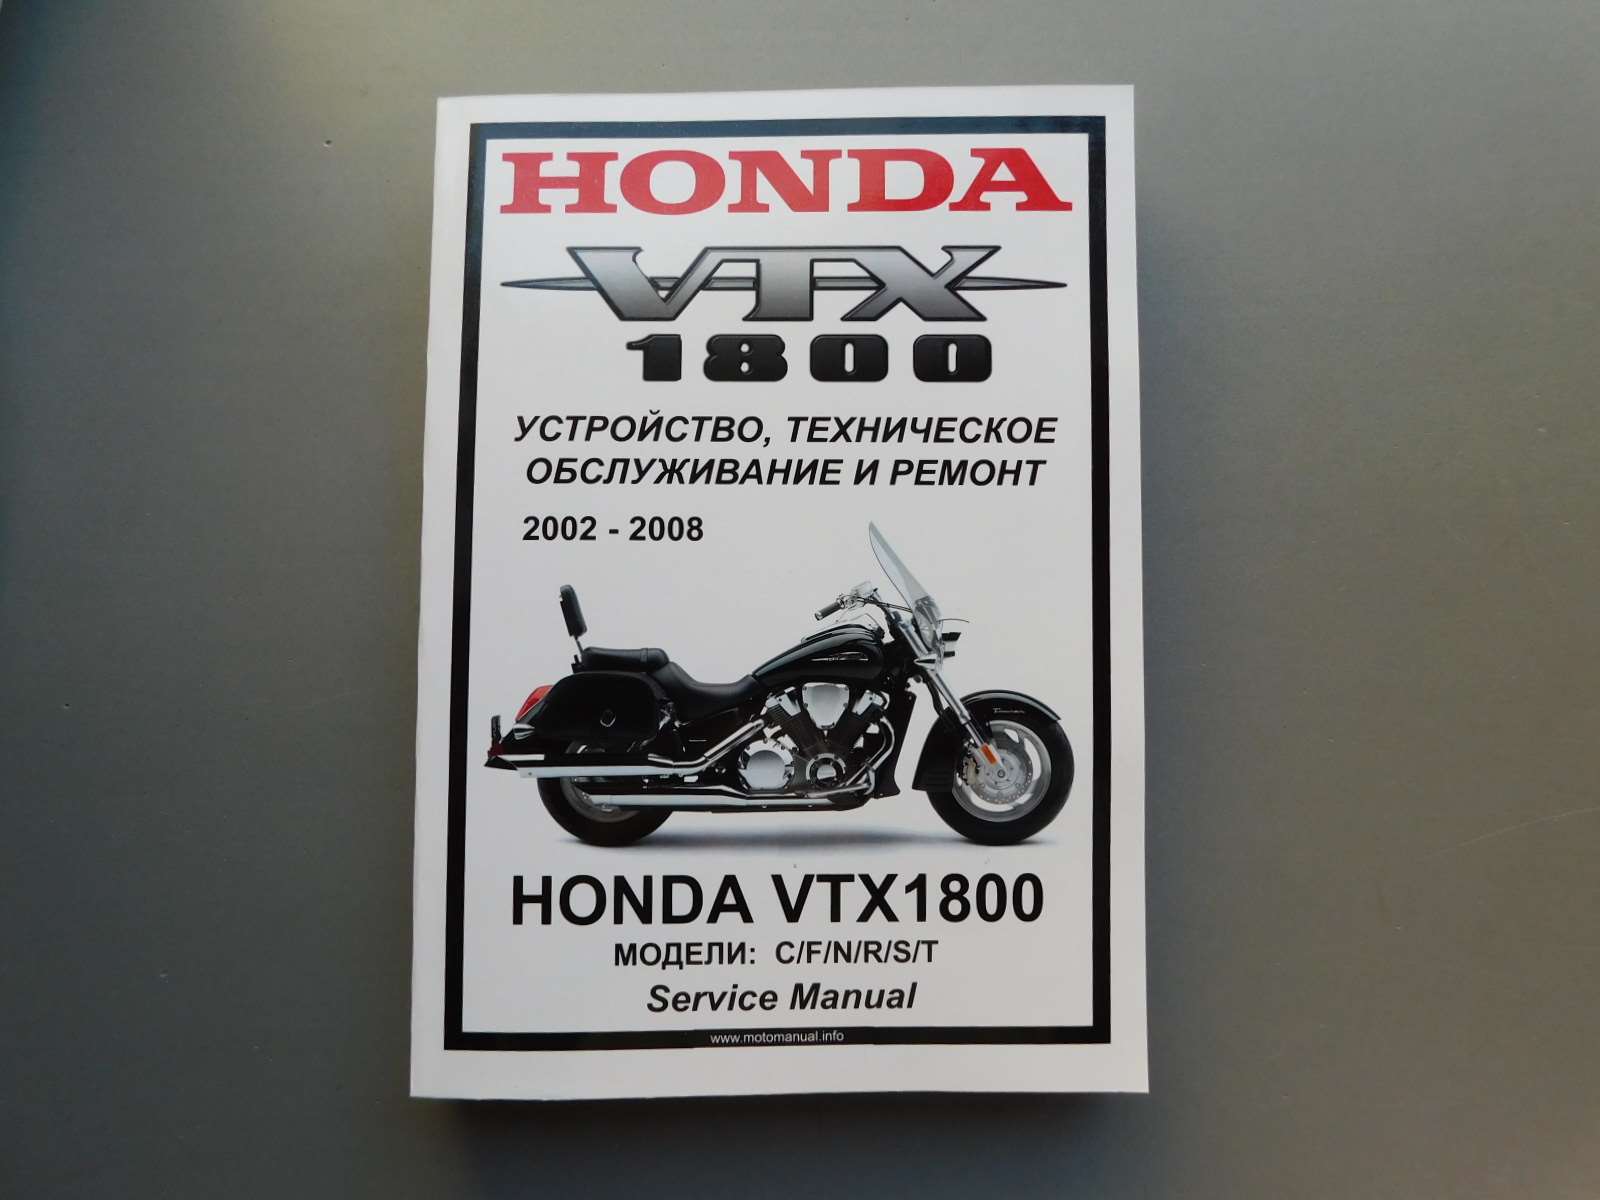 HONDA
VTX
1800
УСТРОЙСТВО, ТЕХНИЧЕСКОЕ
ОБСЛУЖИВАНИЕ И РЕМОНТ
2002 - 2008
HONDA VTX1800
МОДЕЛИ: C/F/N/R/S/T
Service Manual
www.motomanual.info